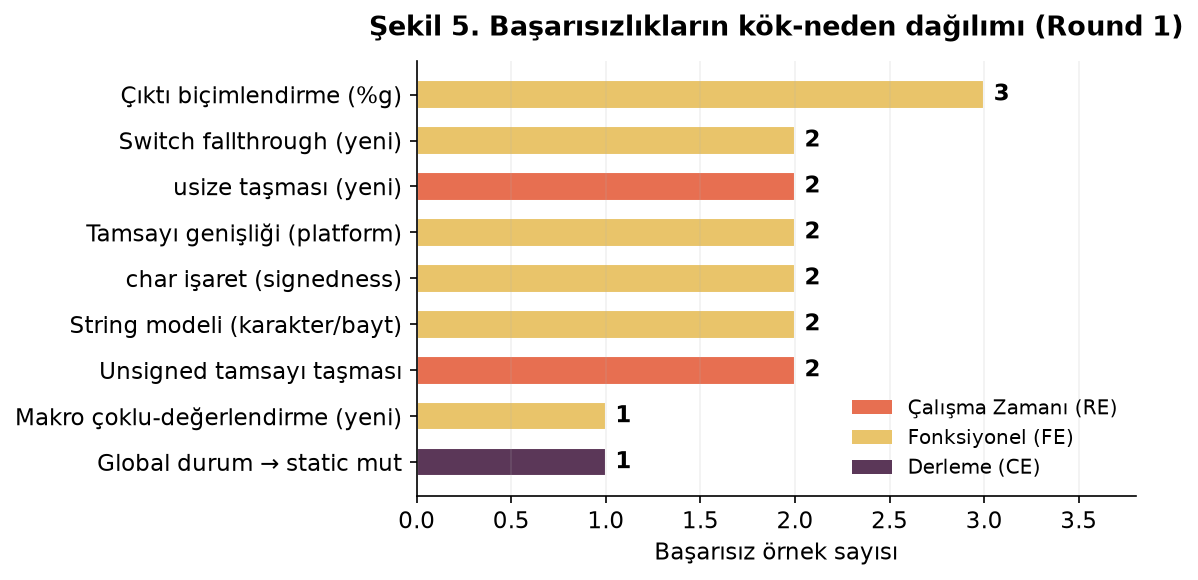 Şekil 5. Başarısızlıkların kök-neden dağılımı (Round 1)
Çıktı biçimlendirme (%g) 3
Switch fallthrough (yeni) 2
usize taşması (yeni) 2
Tamsayı genişliği (platform) 2
char işaret (signedness) 2
String modeli (karakter/bayt) 2
Unsigned tamsayı taşması 2
Makro çoklu-değerlendirme (yeni) 1
Global durum → static mut 1
Çalışma Zamanı (RE)
Fonksiyonel (FE)
Derleme (CE)
0.0 0.5 1.0 1.5 2.0 2.5 3.0 3.5
Başarısız örnek sayısı